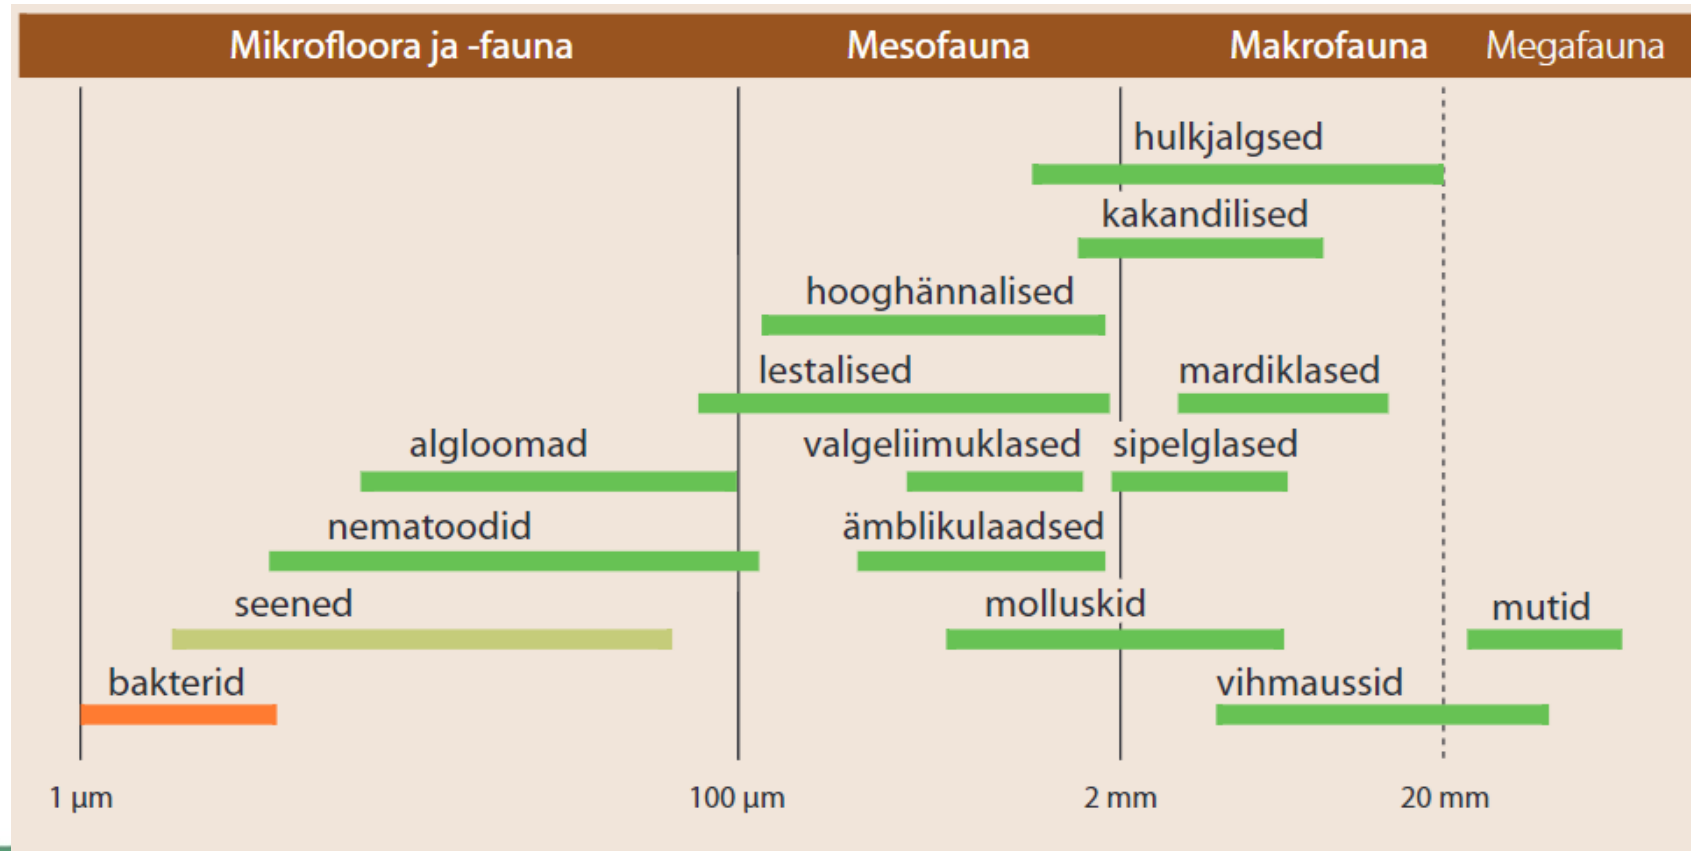 Mikrofloora ja -fauna Mesofauna Makrofauna Megafauna
hulkjalgsed
kakandilised
hooghännalised
lestalised mardiklased
algloomad valgeliimuklased sipelglased
nematoodid ämblikulaadsed
seened molluskid mutid
bakterid vihmaussid
1 µm 100 µm 2 mm 20 mm